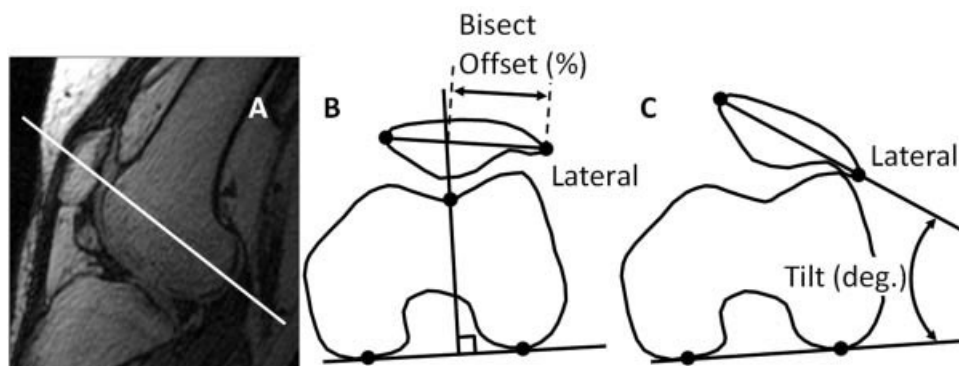 A
B
Bisect
Offset (%)
Lateral
C
Lateral
Tilt (deg.)